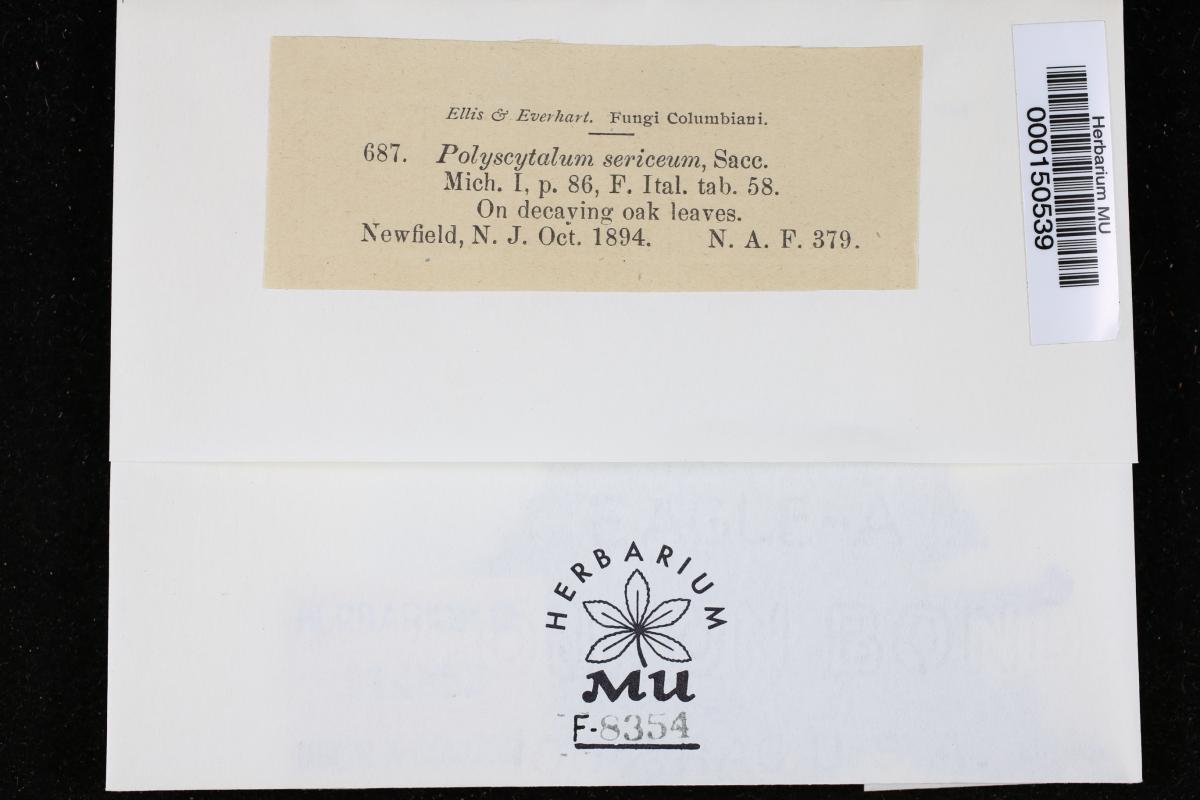 Ellis & Everhart. Fungi Columbiani.
687. Polyscytalum sericeum, Sacc.
Mich. I, p. 86, F. Ital. tab. 58.
On decaying oak leaves.
Newfield, N. J. Oct. 1894. N. A. F. 379.
Herbarium MU
000150539
HERBARIUM
MU
F-8354